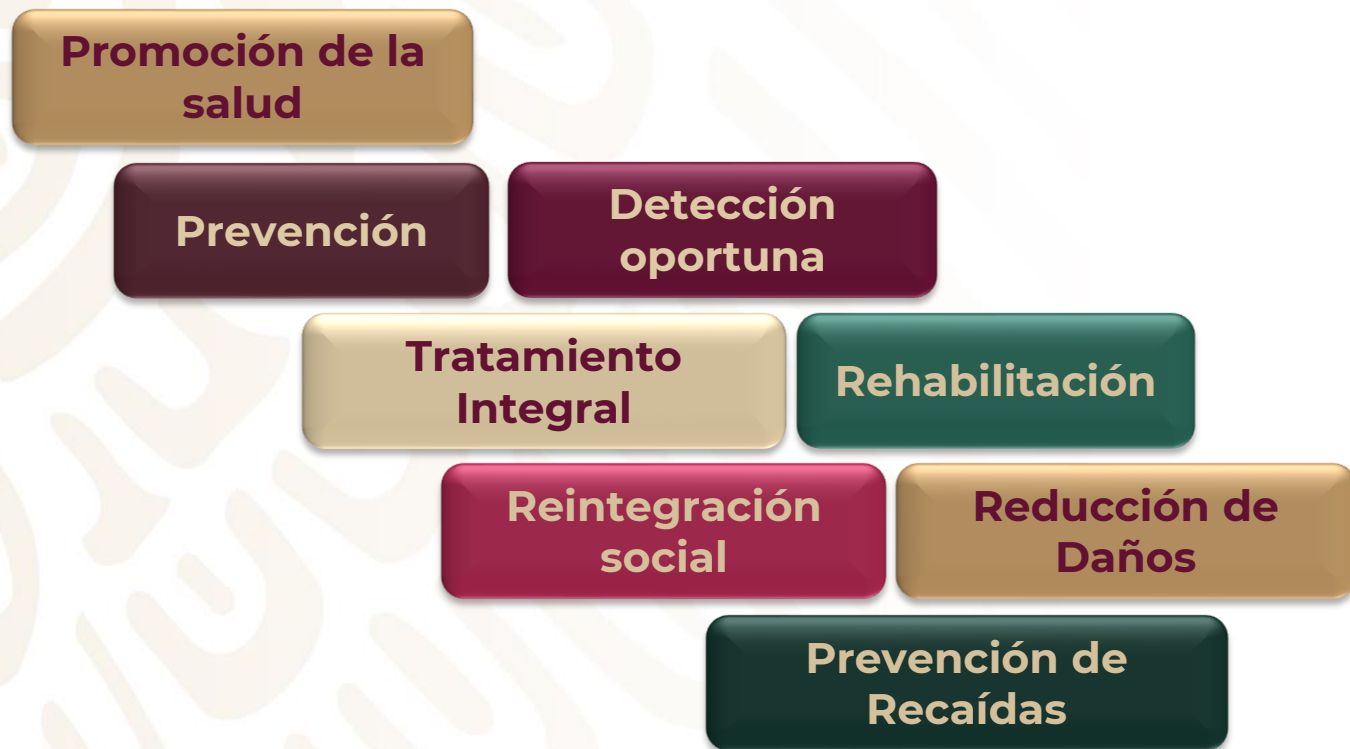 Promoción de la
salud
Prevención
Detección
oportuna
Tratamiento
Integral
Rehabilitación
Reintegración
social
Reducción de
Daños
Prevención de
Recaídas